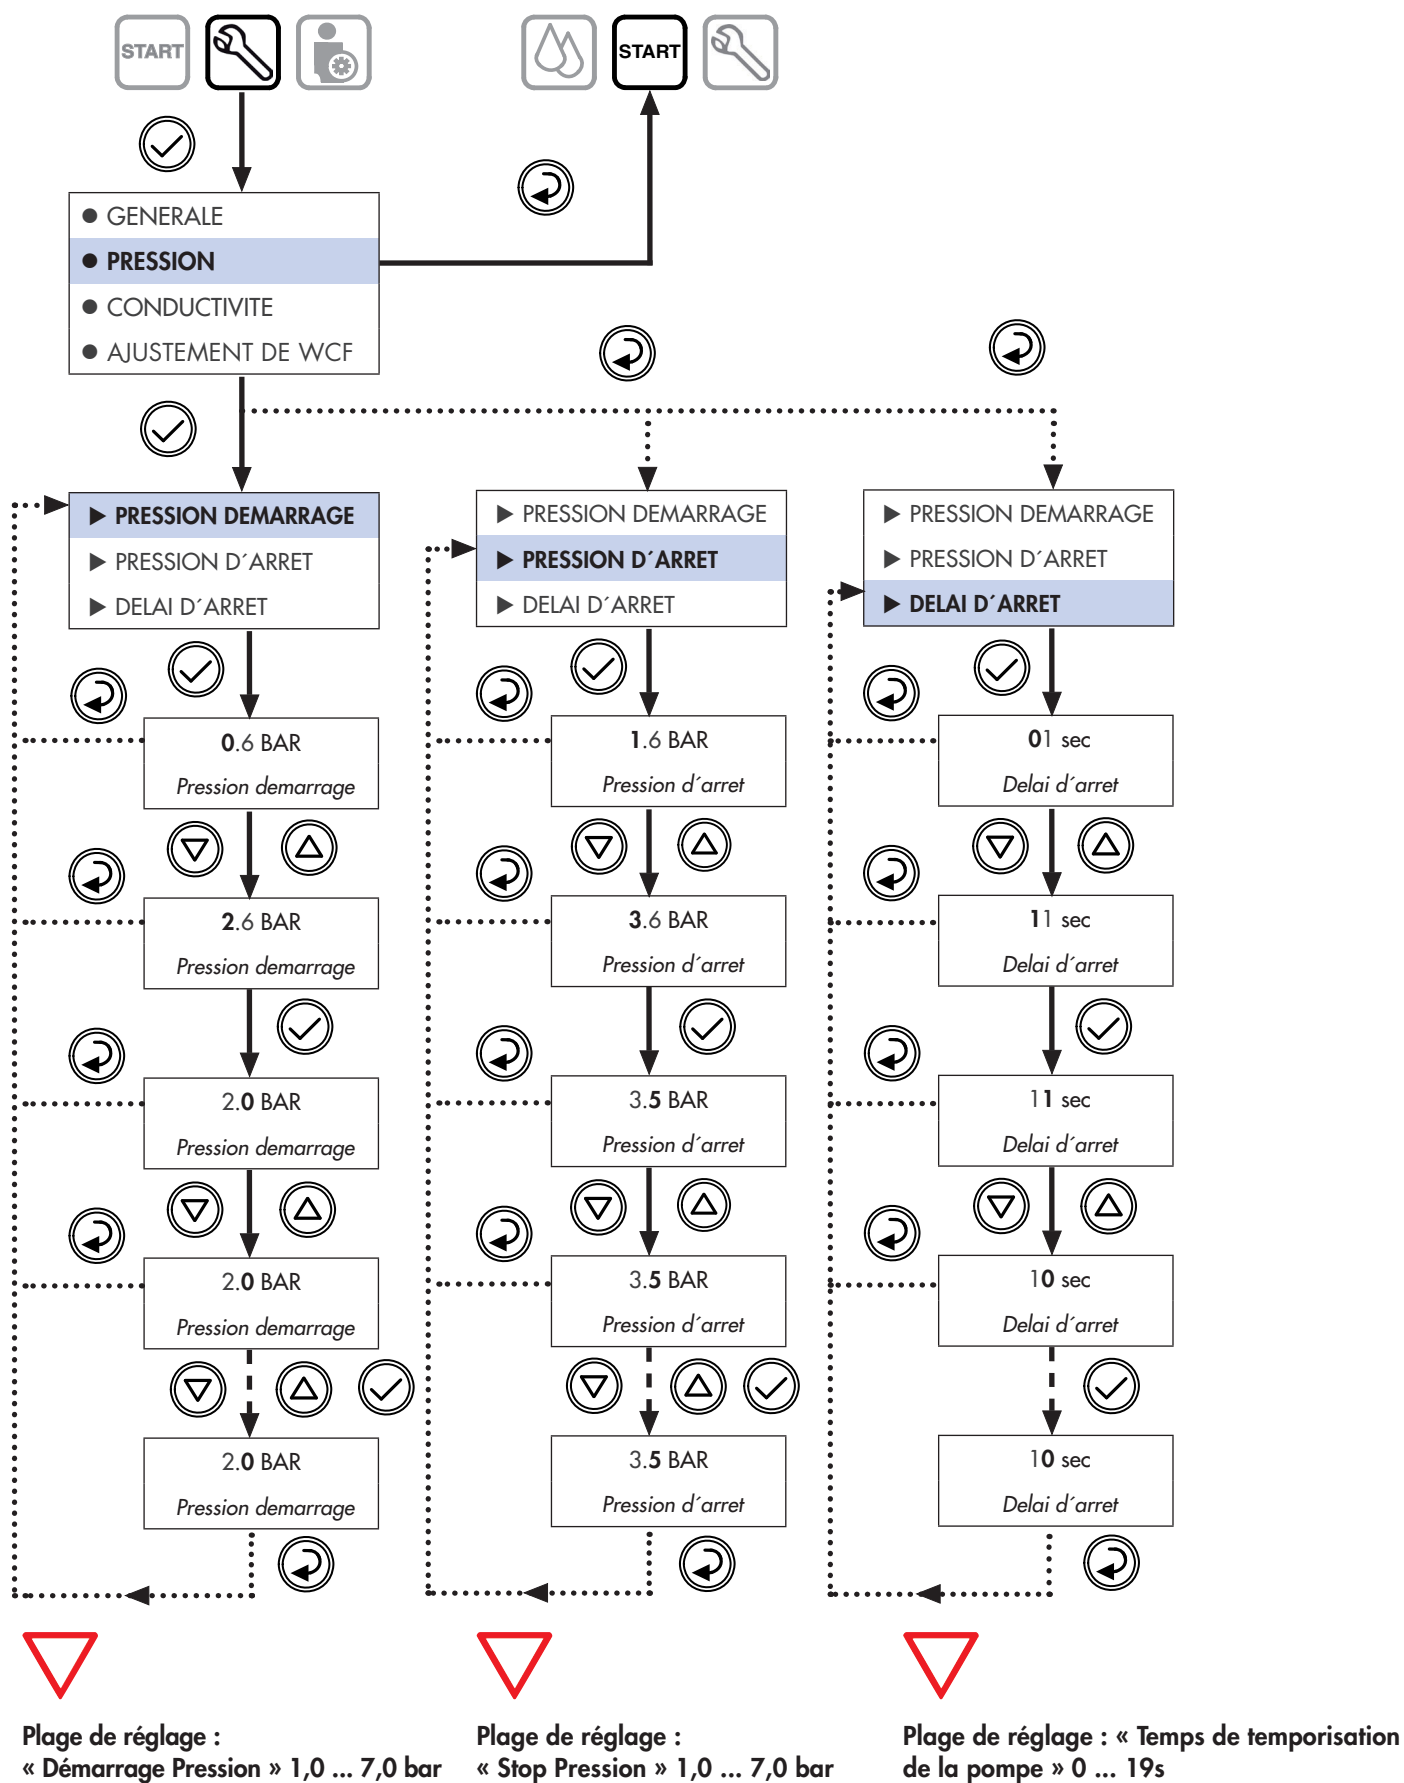 START
START
● GENERALE
● PRESSION
● CONDUCTIVITE
● AJUSTEMENT DE WCF
▶ PRESSION DEMARRAGE
▶ PRESSION D´ARRET
▶ DELAI D´ARRET
▶ PRESSION DEMARRAGE
▶ PRESSION D´ARRET
▶ DELAI D´ARRET
▶ PRESSION DEMARRAGE
▶ PRESSION D´ARRET
▶ DELAI D´ARRET
0.6 BAR
Pression demarrage
2.6 BAR
Pression demarrage
2.0 BAR
Pression demarrage
2.0 BAR
Pression demarrage
2.0 BAR
Pression demarrage
1.6 BAR
Pression d´arret
3.6 BAR
Pression d´arret
3.5 BAR
Pression d´arret
3.5 BAR
Pression d´arret
3.5 BAR
Pression d´arret
01 sec
Delai d´arret
11 sec
Delai d´arret
11 sec
Delai d´arret
10 sec
Delai d´arret
10 sec
Delai d´arret
Plage de réglage :
« Démarrage Pression » 1,0 ... 7,0 bar
Plage de réglage :
« Stop Pression » 1,0 ... 7,0 bar
Plage de réglage : « Temps de temporisation
de la pompe » 0 ... 19s